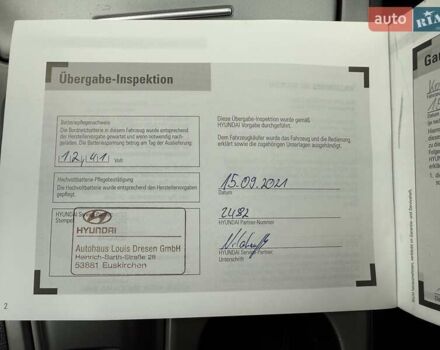 auto RIA
Übergabe-Inspektion
Batteriepflegenachweis
Die Bordnetzbatterie in diesem Fahrzeug wurde entsprechend
der Herstellervorgabe gewartet und wenn notwendig nach-
geladen. Die Batteriespannung betrug am Tag der Auslieferung:
12,41 Volt
Hochvoltbatterie-Pflegebestätigung
Die Hochvoltbatterie wurde entsprechend den Herstellervorgaben
gepflegt.
HYUNDAI
Stempel
HYUNDAI
Autohaus Louis Dresen GmbH
Heinrich-Barth-Straße 28
53881 Euskirchen
Diese Übergabe-Inspektion wurde gemäß
HYUNDAI Vorgabe durchgeführt.
Dem Fahrzeugkäufer wurde das Fahrzeug und die Bedienung
erklärt sowie die zugehörigen Unterlagen ausgehändigt.
15.09.2021
Datum
2482
HYUNDAI Partner-Nummer
HYUNDAI Service-Partner
Unterschrift
2